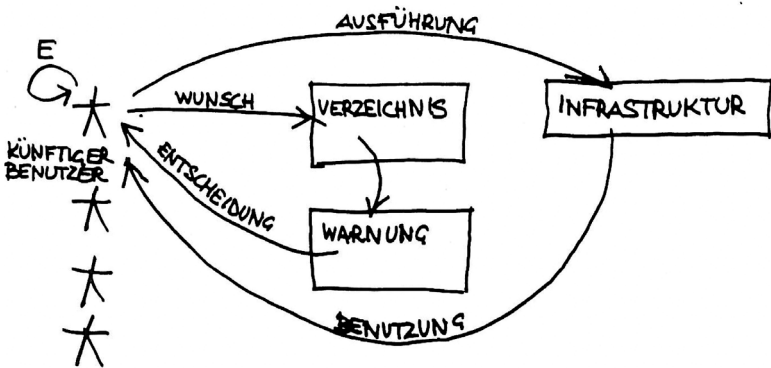 AUSFÜHRUNG
E
WUNSCH
VERZEICHNIS
INFRASTRUKTUR
KÜNFTIGER
BENUTZER
ENTSCHEIDUNG
WARNUNG
BENUTZUNG